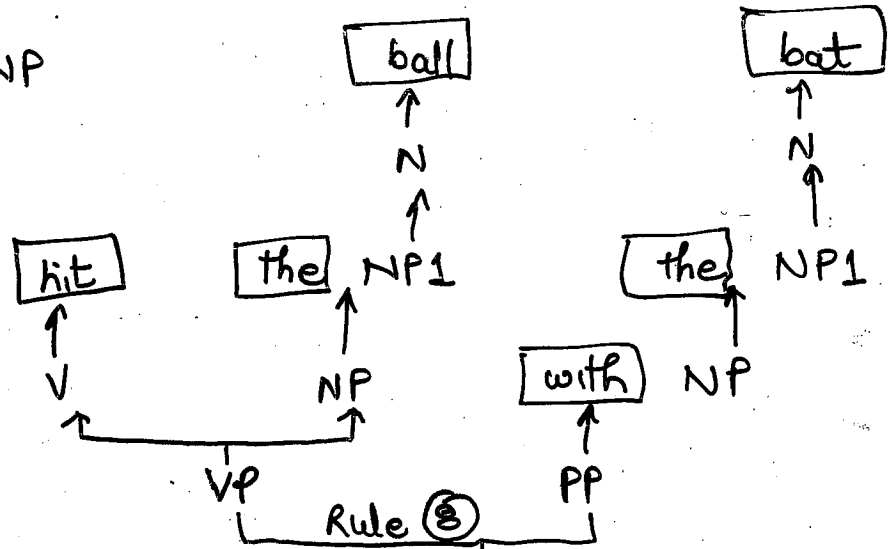 NP
ball bat
N N
hit the NP1 the NP1
V NP with NP
VP PP
Rule 8